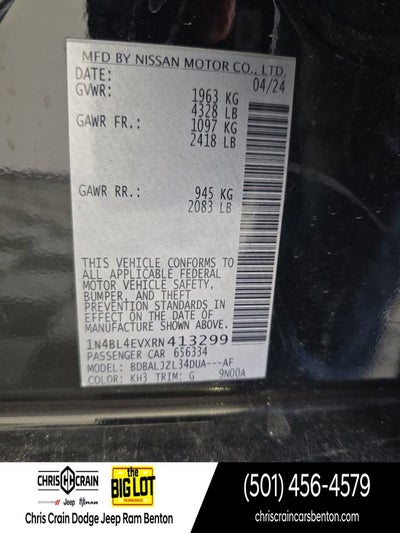 MFD BY NISSAN MOTOR CO., LTD.
DATE: 04/24
GVWR: 1963 KG
4328 LB
GAWR FR.: 1097 KG
2418 LB
GAWR RR.: 945 KG
2083 LB
THIS VEHICLE CONFORMS TO
ALL APPLICABLE FEDERAL
MOTOR VEHICLE SAFETY,
BUMPER, AND THEFT
PREVENTION STANDARDS IN
EFFECT ON THE DATE OF
MANUFACTURE SHOWN ABOVE.
1N4BL4EVXRN413299
PASSENGER CAR 656334
MODEL: BDBALJZL34DUA---AF
COLOR: KH3 TRIM: G 9N00A
CHRIS CRAIN
DODGE Jeep RAM
the BIG LOT
Chris Crain Dodge Jeep Ram Benton
(501) 456-4579
chriscraincarsbenton.com